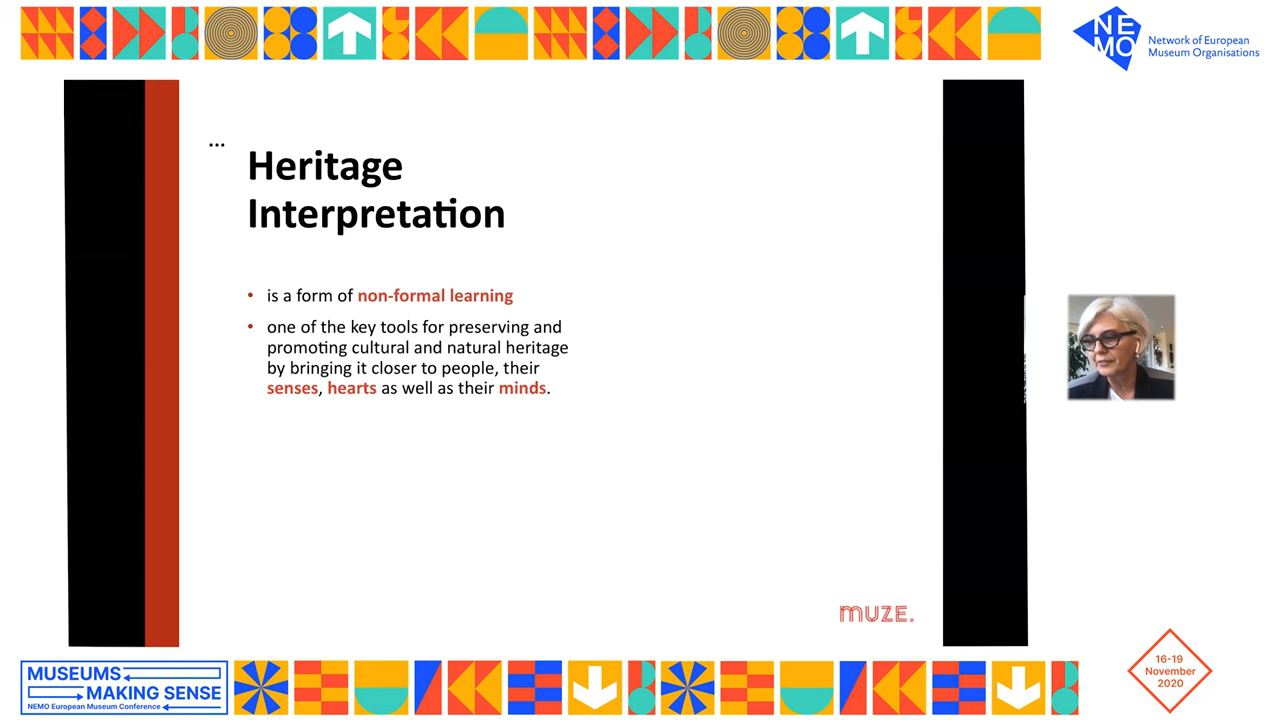 NE
MO
Network of European
Museum Organisations
...
Heritage
Interpretation
• is a form of non-formal learning
• one of the key tools for preserving and
promoting cultural and natural heritage
by bringing it closer to people, their
senses, hearts as well as their minds.
MUZE.
MUSEUMS
MAKING SENSE
NEMO European Museum Conference
16-19
November
2020